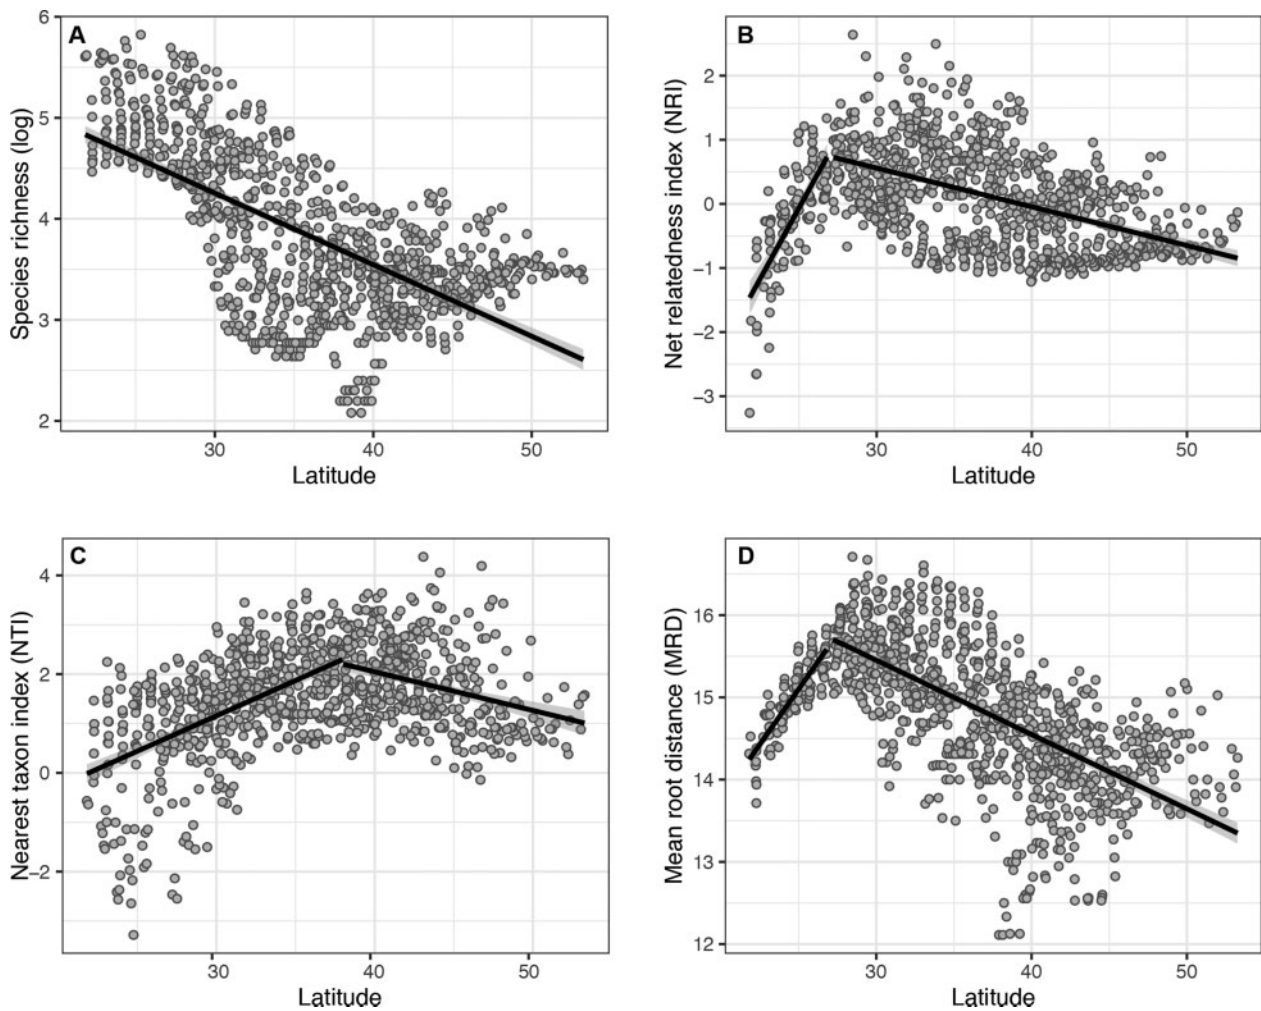 A
Species richness (log)
6
5
4
3
2
30 40 50
Latitude
B
Net relatedness index (NRI)
2
1
0
−1
−2
−3
30 40 50
Latitude
C
Nearest taxon index (NTI)
4
2
0
−2
30 40 50
Latitude
D
Mean root distance (MRD)
16
15
14
13
12
30 40 50
Latitude